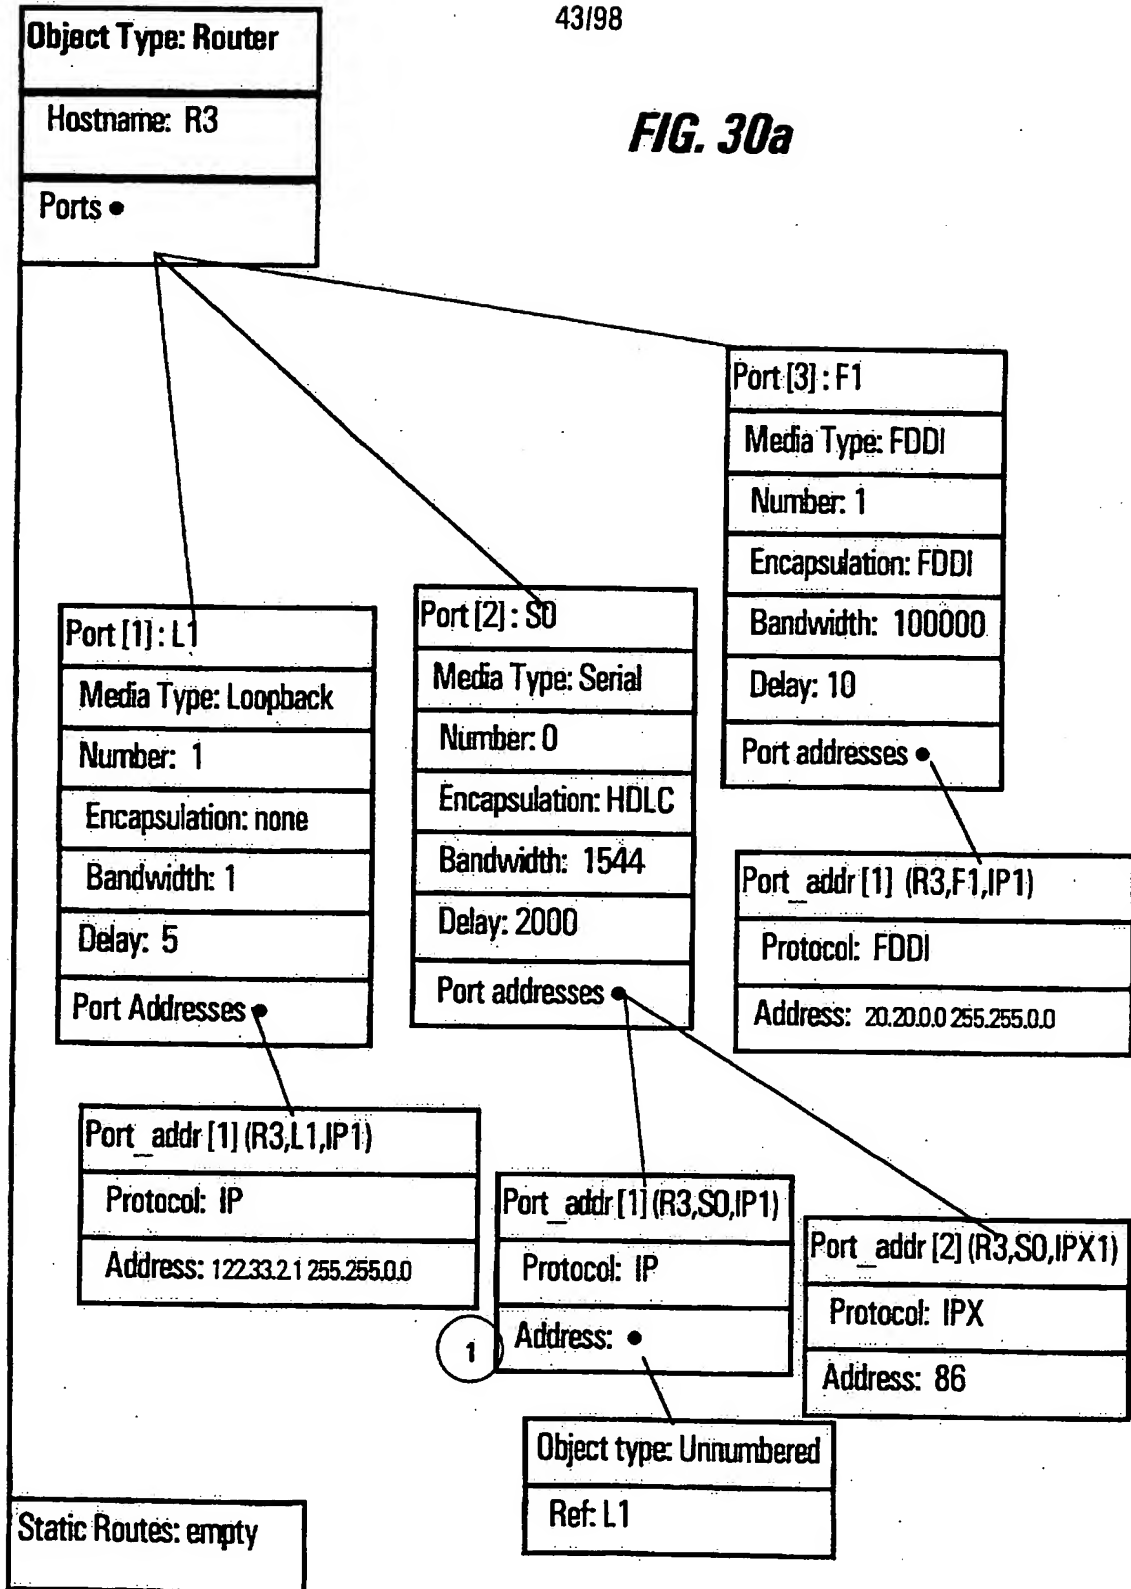 43/98
FIG. 30a
Object Type: Router
Hostname: R3
Ports
Port [1] : L1
Media Type: Loopback
Number: 1
Encapsulation: none
Bandwidth: 1
Delay: 5
Port Addresses
Port_addr [1] (R3,L1,IP1)
Protocol: IP
Address: 122.33.2.1 255.255.0.0
Port [2] : S0
Media Type: Serial
Number: 0
Encapsulation: HDLC
Bandwidth: 1544
Delay: 2000
Port addresses
Port_addr [1] (R3,S0,IP1)
Protocol: IP
Address:
1
Object type: Unnumbered
Ref: L1
Port_addr [2] (R3,S0,IPX1)
Protocol: IPX
Address: 86
Port [3] : F1
Media Type: FDDI
Number: 1
Encapsulation: FDDI
Bandwidth: 100000
Delay: 10
Port addresses
Port_addr [1] (R3,F1,IP1)
Protocol: FDDI
Address: 20.20.0.0 255.255.0.0
Static Routes: empty